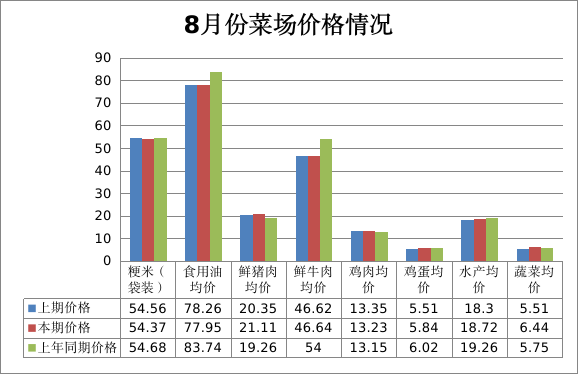 8月份菜场价格情况
90
80
70
60
50
40
30
20
10
0
粳米（袋装） 食用油均价 鲜猪肉均价 鲜牛肉均价 鸡肉均价 鸡蛋均价 水产均价 蔬菜均价
上期价格 54.56 78.26 20.35 46.62 13.35 5.51 18.3 5.51
本期价格 54.37 77.95 21.11 46.64 13.23 5.84 18.72 6.44
上年同期价格 54.68 83.74 19.26 54 13.15 6.02 19.26 5.75